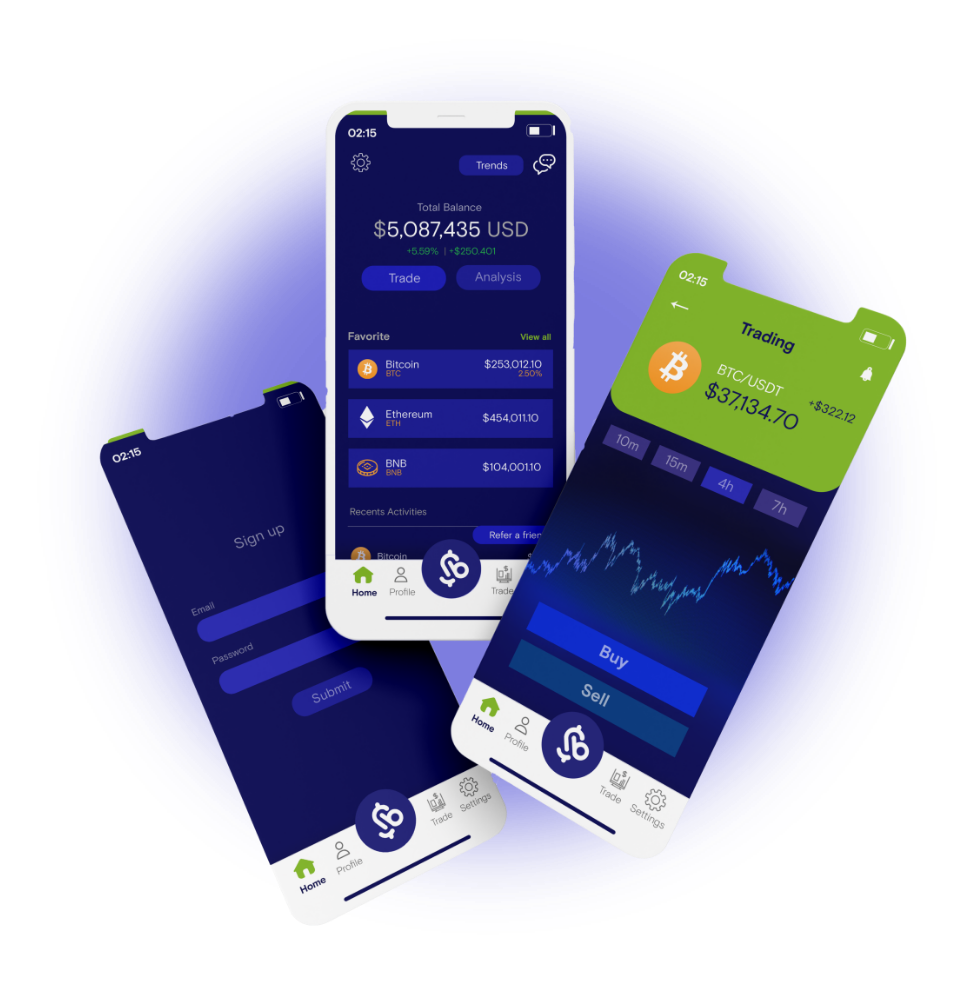 02:15
Trends
Total Balance
$5,087,435 USD
+5.59% | +$250.401
Trade
Analysis
Favorite
View all
Bitcoin
BTC
$253,012.10
2.50%
Ethereum
ETH
$454,011.10
BNB
BNB
$104,001.10
Recents Activities
Refer a frien
Bitcoin
Home
Profile
Trade
02:15
Trading
BTC/USDT
$37,134.70
+$322.12
10m
15m
4h
7h
Buy
Sell
Home
Profile
Trade
Settings
02:15
Sign up
Email
Password
Submit
Home
Profile
Trade
Settings